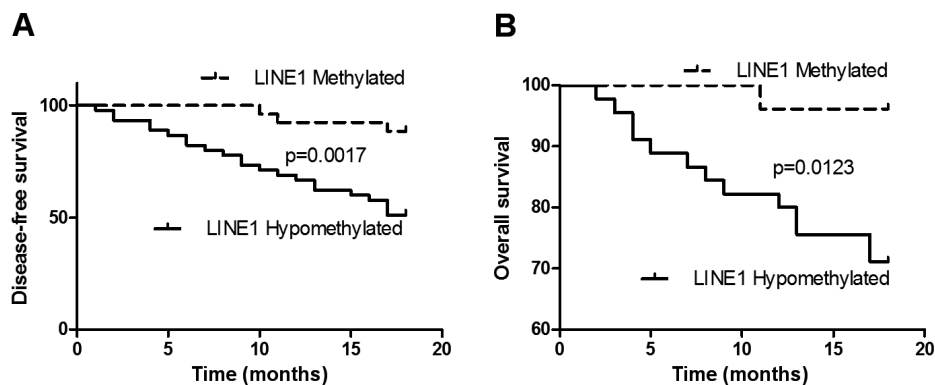 A
LINE1 Methylated
100
50
0
Disease-free survival
p=0.0017
LINE1 Hypomethylated
0
5
10
15
20
Time (months)
B
LINE1 Methylated
100
90
80
70
60
Overall survival
p=0.0123
LINE1 Hypomethylated
0
5
10
15
20
Time (months)